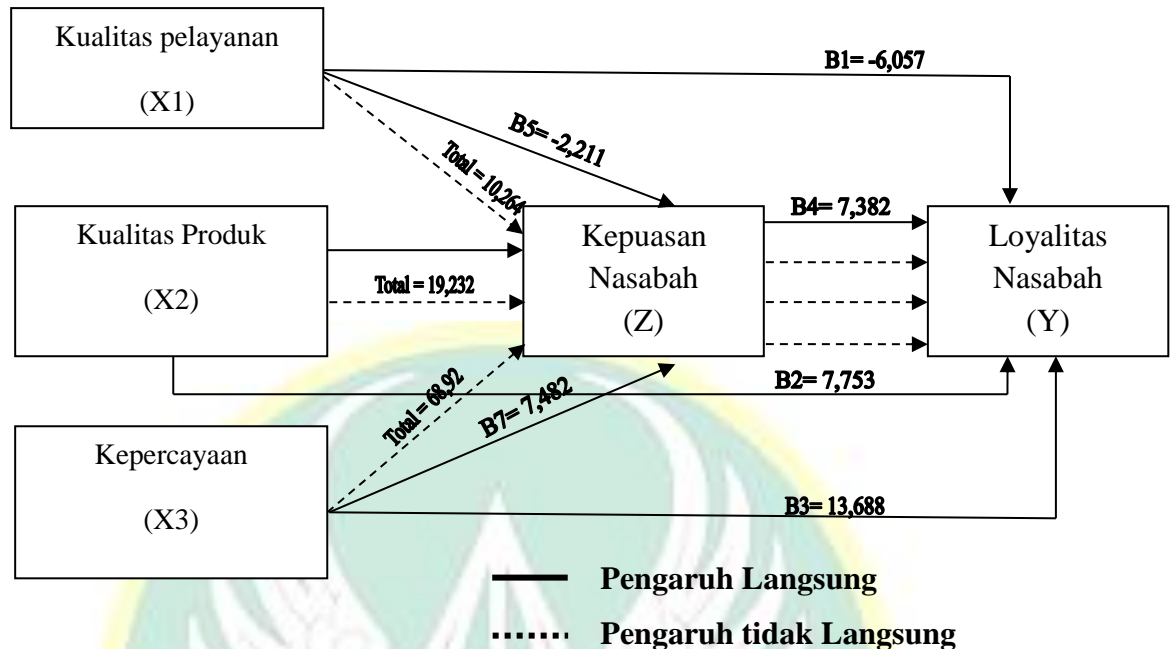 Kualitas pelayanan
(X1)
B1= -6,057
B5= -2,211
Total = 10,264
Kualitas Produk
(X2)
Total = 19,232
Kepuasan
Nasabah
(Z)
B4= 7,382
Loyalitas
Nasabah
(Y)
B2= 7,753
Total = 68,92
B7= 7,482
Kepercayaan
(X3)
B3= 13,688
Pengaruh Langsung
Pengaruh tidak Langsung